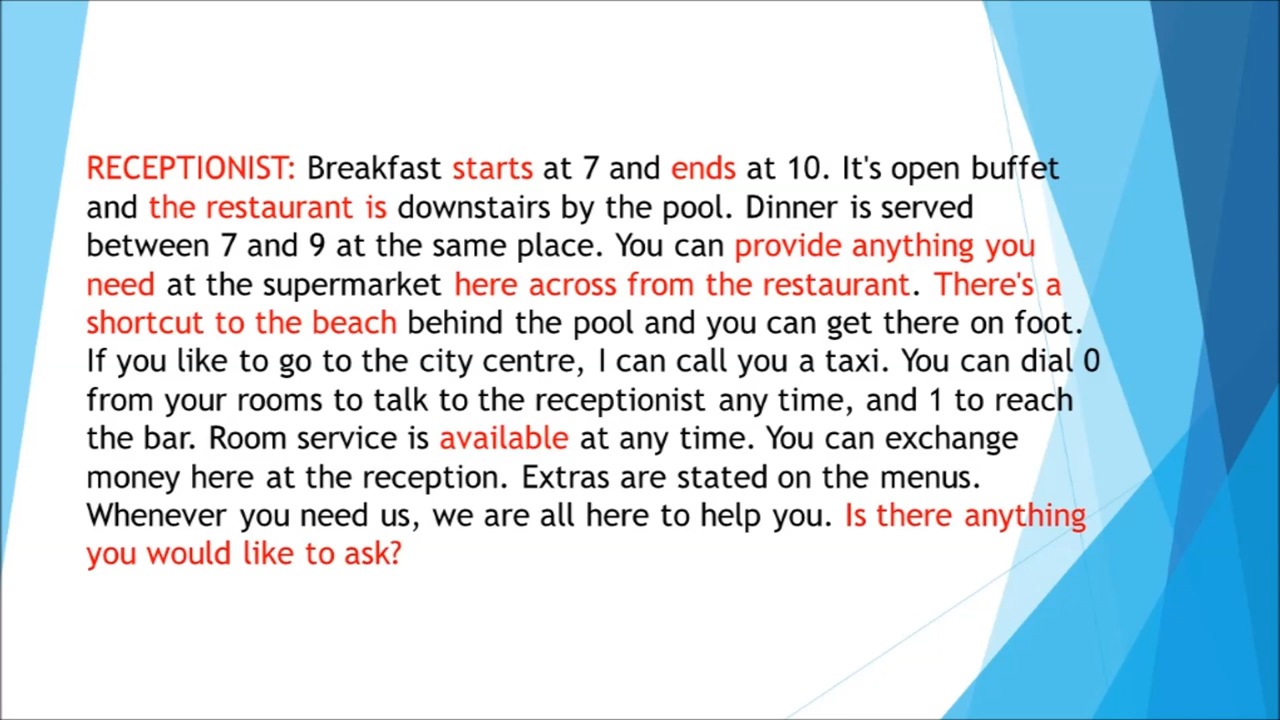 RECEPTIONIST: Breakfast starts at 7 and ends at 10. It's open buffet
and the restaurant is downstairs by the pool. Dinner is served
between 7 and 9 at the same place. You can provide anything you
need at the supermarket here across from the restaurant. There's a
shortcut to the beach behind the pool and you can get there on foot.
If you like to go to the city centre, I can call you a taxi. You can dial 0
from your rooms to talk to the receptionist any time, and 1 to reach
the bar. Room service is available at any time. You can exchange
money here at the reception. Extras are stated on the menus.
Whenever you need us, we are all here to help you. Is there anything
you would like to ask?